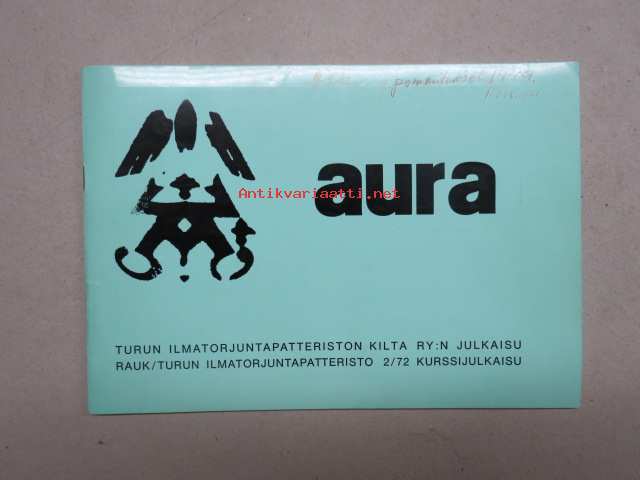 aura
Antikvariaatti.net
TURUN ILMATORJUNTAPATTERISTON KILTA RY:N JULKAISU
RAUK/TURUN ILMATORJUNTAPATTERISTO 2/72 KURSSIJULKAISU